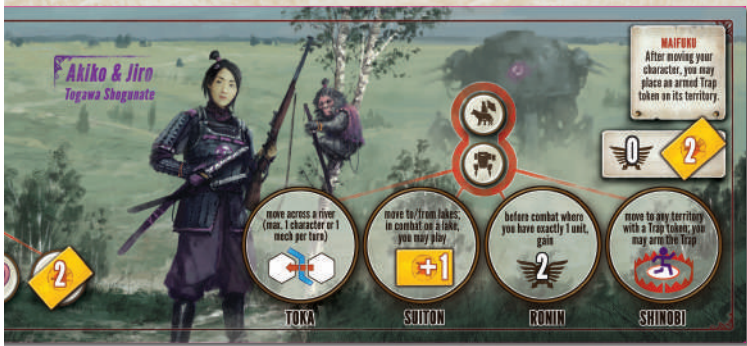 Akiko & Jiro
Togawa Shogunate
MAIFUKU
After moving your
character, you may
place an armed Trap
token on its territory.
0
2
move across a river
(max. 1 character or 1
mech per turn)
TOKA
move to/from lakes;
in combat on a lake,
you may play
+1
SUITON
before combat where
you have exactly 1 unit,
gain
2
RONIN
move to any territory
with a Trap token; you
may arm the Trap
SHINOBI
2